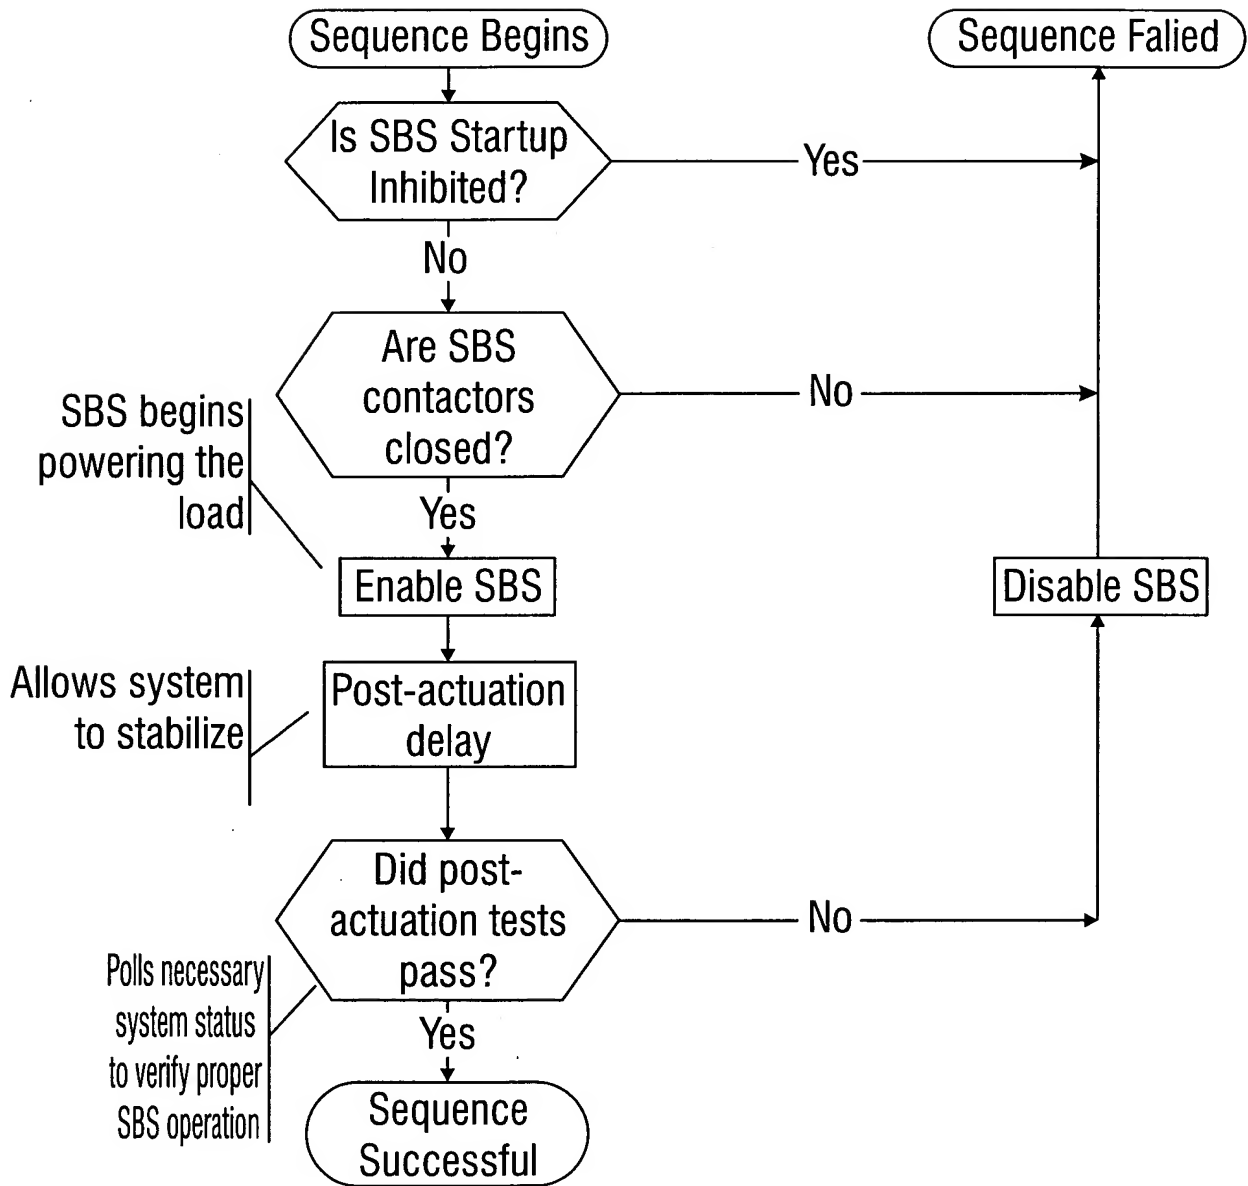 Sequence Begins
Sequence Falied
Is SBS Startup
Inhibited?
Yes
No
Are SBS
contactors
closed?
No
SBS begins
powering the
load
Yes
Enable SBS
Disable SBS
Allows system
to stabilize
Post-actuation
delay
Did post-
actuation tests
pass?
No
Polls necessary
system status
to verify proper
SBS operation
Yes
Sequence
Successful